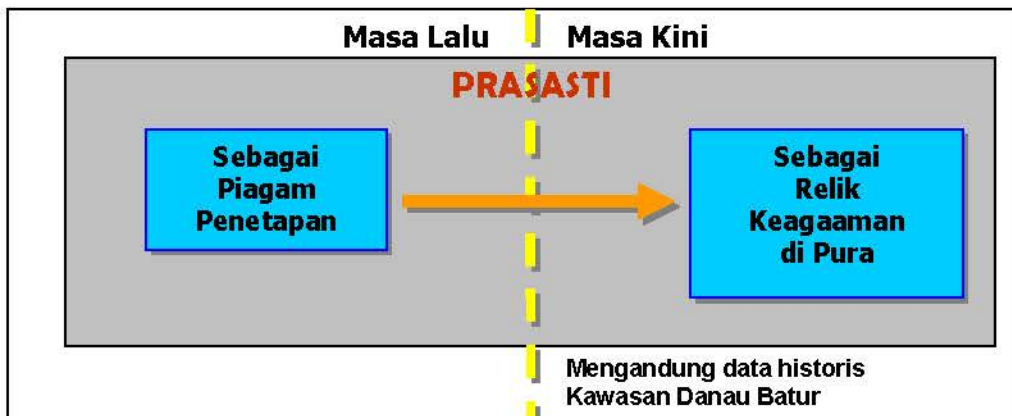 Masa Lalu
Masa Kini
PRASASTI
Sebagai
Piagam
Penetapan
Sebagai
Relik
Keagaaman
di Pura
Mengandung data historis
Kawasan Danau Batur